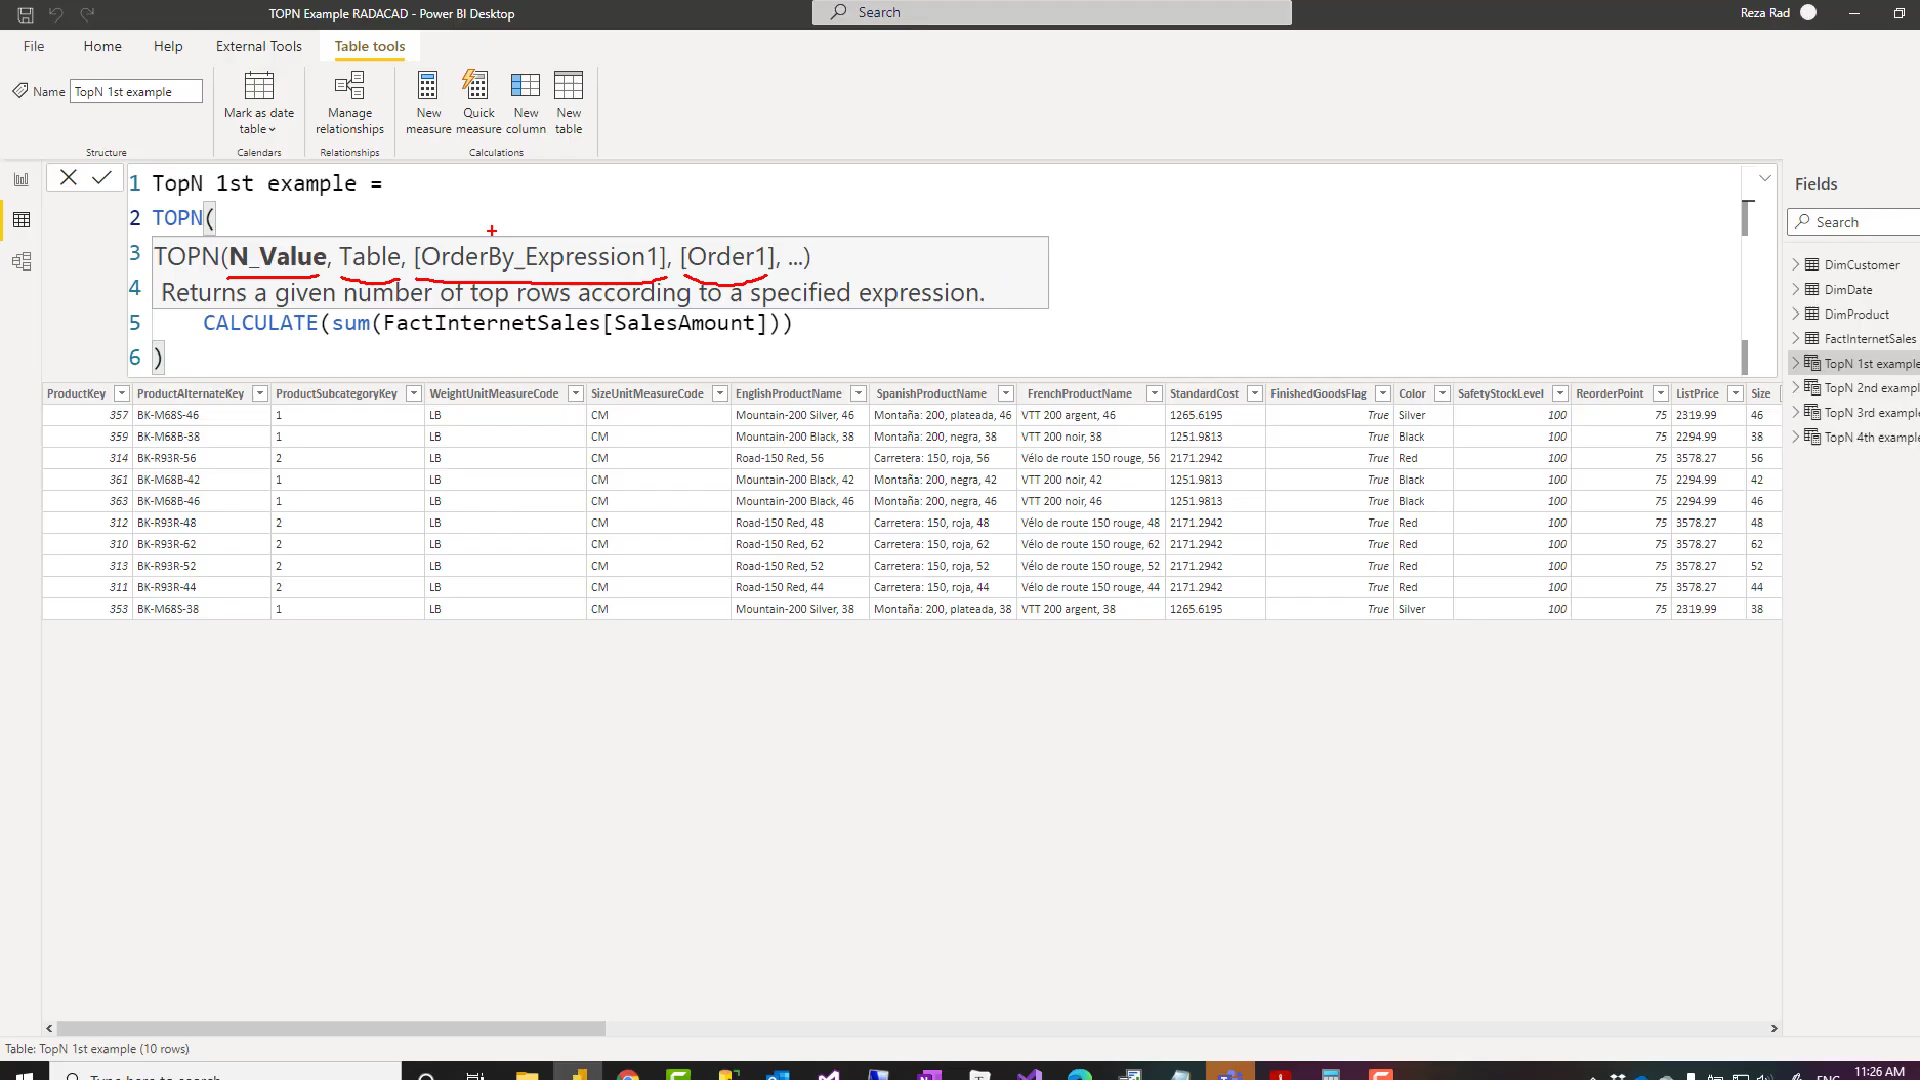 TOPN Example RADACAD - Power BI Desktop
Search
Reza Rad
File
Home
Help
External Tools
Table tools
Name
TopN 1st example
Mark as date table
Manage relationships
New measure
Quick measure
New column
New table
Structure
Calendars
Relationships
Calculations
1 TopN 1st example =
2 TOPN(
3
TOPN(N_Value, Table, [OrderBy_Expression1], [Order1], ...)
4
Returns a given number of top rows according to a specified expression.
5 CALCULATE(sum(FactInternetSales[SalesAmount]))
6 )
Fields
Search
DimCustomer
DimDate
DimProduct
FactInternetSales
TopN 1st example
TopN 2nd exampl
TopN 3rd example
TopN 4th example
ProductKey ProductAlternateKey ProductSubcategoryKey WeightUnitMeasureCode SizeUnitMeasureCode EnglishProductName SpanishProductName FrenchProductName StandardCost FinishedGoodsFlag Color SafetyStockLevel ReorderPoint ListPrice Size
357 BK-M68S-46 1 LB CM Mountain-200 Silver, 46 Montaña: 200, plateada, 46 VTT 200 argent, 46 1265.6195 True Silver 100 75 2319.99 46
359 BK-M68B-38 1 LB CM Mountain-200 Black, 38 Montaña: 200, negra, 38 VTT 200 noir, 38 1251.9813 True Black 100 75 2294.99 38
314 BK-R93R-56 2 LB CM Road-150 Red, 56 Carretera: 150, roja, 56 Vélo de route 150 rouge, 56 2171.2942 True Red 100 75 3578.27 56
361 BK-M68B-42 1 LB CM Mountain-200 Black, 42 Montaña: 200, negra, 42 VTT 200 noir, 42 1251.9813 True Black 100 75 2294.99 42
363 BK-M68B-46 1 LB CM Mountain-200 Black, 46 Montaña: 200, negra, 46 VTT 200 noir, 46 1251.9813 True Black 100 75 2294.99 46
312 BK-R93R-48 2 LB CM Road-150 Red, 48 Carretera: 150, roja, 48 Vélo de route 150 rouge, 48 2171.2942 True Red 100 75 3578.27 48
310 BK-R93R-62 2 LB CM Road-150 Red, 62 Carretera: 150, roja, 62 Vélo de route 150 rouge, 62 2171.2942 True Red 100 75 3578.27 62
313 BK-R93R-52 2 LB CM Road-150 Red, 52 Carretera: 150, roja, 52 Vélo de route 150 rouge, 52 2171.2942 True Red 100 75 3578.27 52
311 BK-R93R-44 2 LB CM Road-150 Red, 44 Carretera: 150, roja, 44 Vélo de route 150 rouge, 44 2171.2942 True Red 100 75 3578.27 44
353 BK-M68S-38 1 LB CM Mountain-200 Silver, 38 Montaña: 200, plateada, 38 VTT 200 argent, 38 1265.6195 True Silver 100 75 2319.99 38
Table: TopN 1st example (10 rows)
Type here to search
ENG
11:26 AM